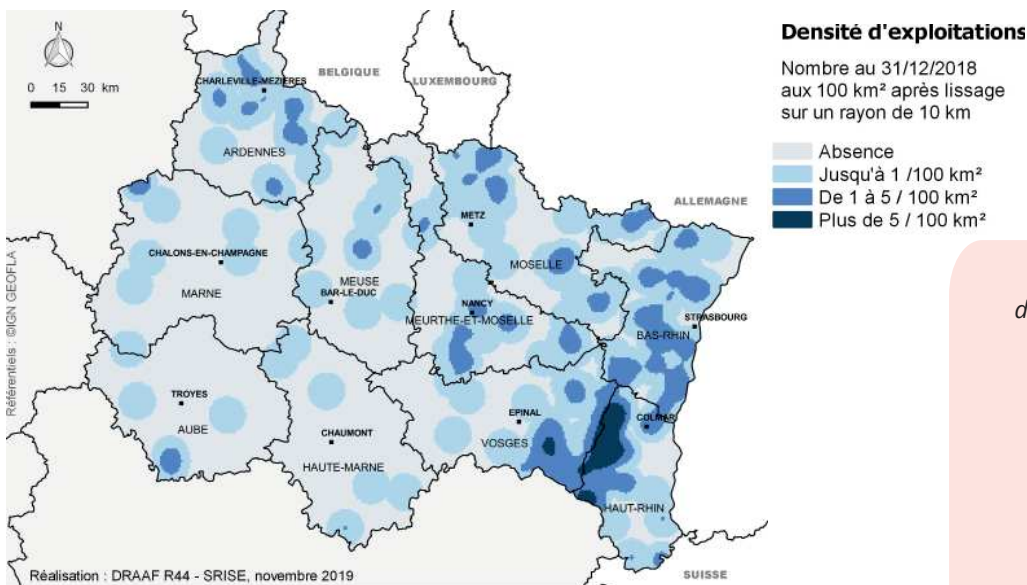 N
0 15 30 km
BELGIQUE
LUXEMBOURG
ALLEMAGNE
SUISSE
CHARLEVILLE-MEZIERES
ARDENNES
CHALONS-EN-CHAMPAGNE
MARNE
MEUSE
BAR-LE-DUC
METZ
MOSELLE
NANCY
MEURTHE-ET-MOSELLE
STRASBOURG
BAS-RHIN
TROYES
AUBE
CHAUMONT
HAUTE-MARNE
EPINAL
VOSGES
COLMAR
HAUT-RHIN
Référentiels : ©IGN GEOFLA
Réalisation : DRAAF R44 - SRISE, novembre 2019
Densité d'exploitations
Nombre au 31/12/2018
aux 100 km² après lissage
sur un rayon de 10 km
Absence
Jusqu'à 1 /100 km²
De 1 à 5 / 100 km²
Plus de 5 / 100 km²
d